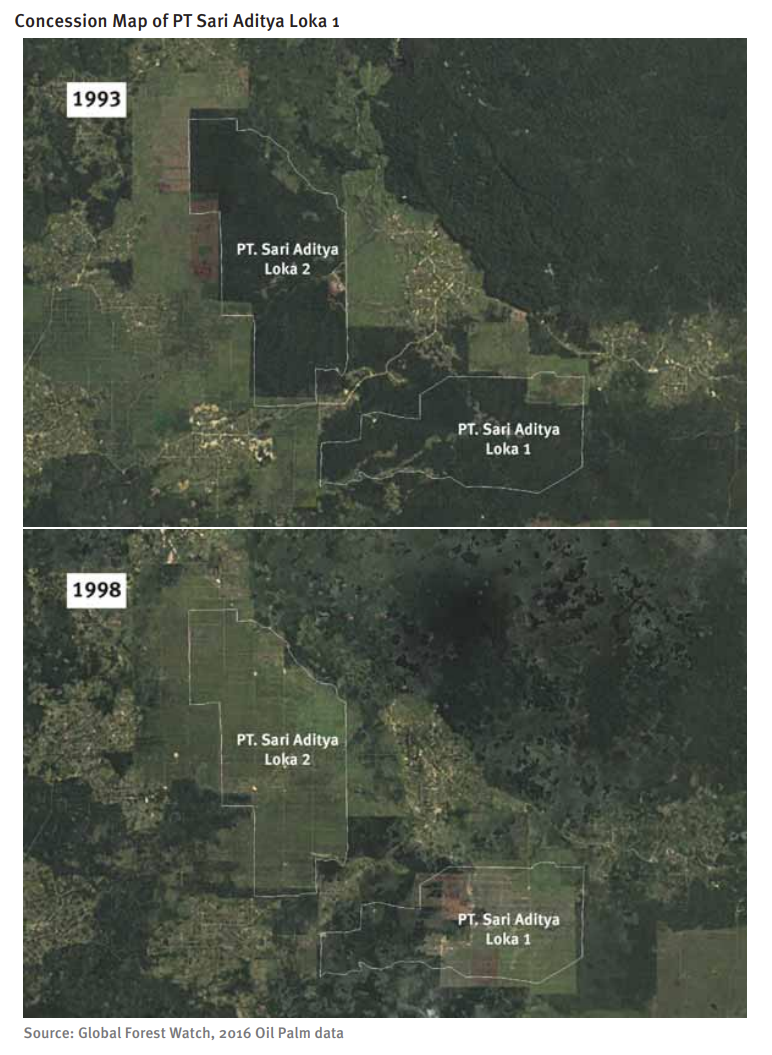 Concession Map of PT Sari Aditya Loka 1
1993
PT. Sari Aditya
Loka 2
PT. Sari Aditya
Loka 1
1998
PT. Sari Aditya
Loka 2
PT. Sari Aditya
Loka 1
Source: Global Forest Watch, 2016 Oil Palm data